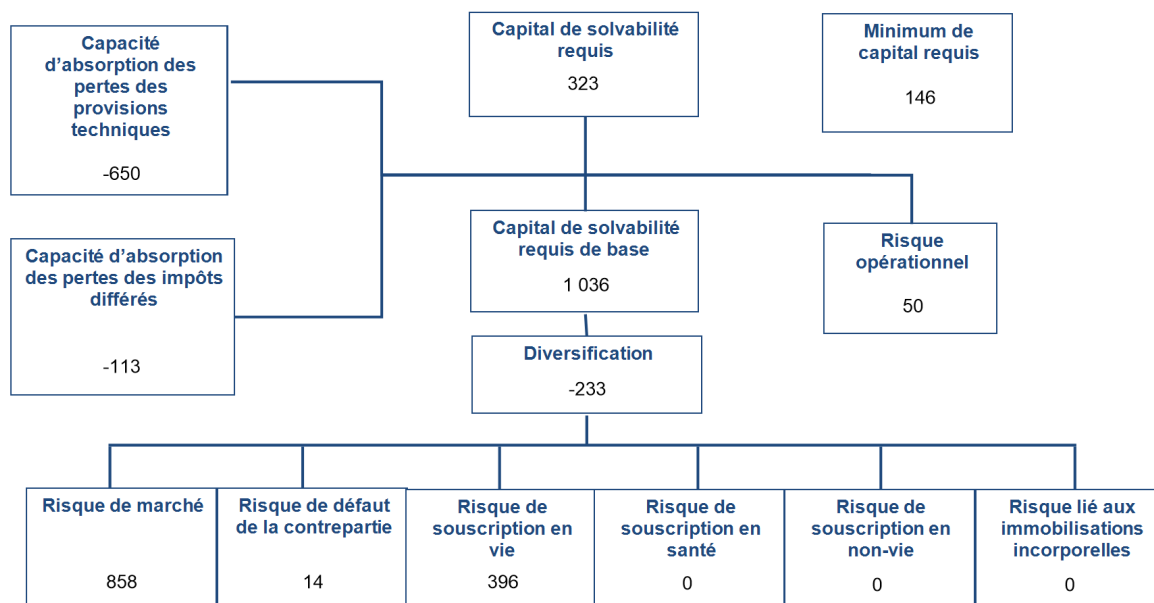 Capacité
d’absorption des
pertes des
provisions
techniques
-650
Capital de solvabilité
requis
323
Minimum de
capital requis
146
Capacité d’absorption
des pertes des impôts
différés
-113
Capital de solvabilité
requis de base
1 036
Risque
opérationnel
50
Diversification
-233
Risque de marché
858
Risque de défaut
de la contrepartie
14
Risque de
souscription en
vie
396
Risque de
souscription en
santé
0
Risque de
souscription en
non-vie
0
Risque lié aux
immobilisations
incorporelles
0